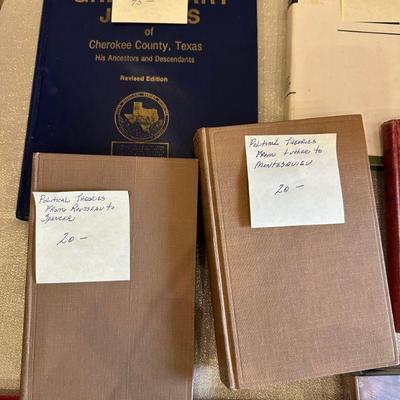 75 —
of
Cherokee County, Texas
His Ancestors and Descendants
Revised Edition
Political Theories
From Luther to
Montesquieu
20 —
Political Theories
From Rousseau to
Spencer
20 —